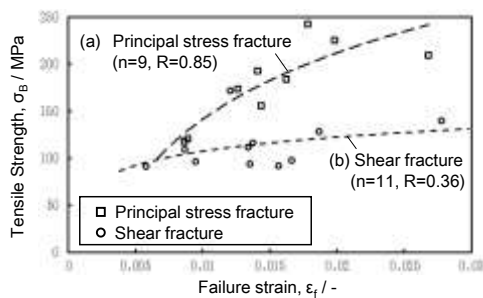 250
(a) Principal stress fracture
(n=9, R=0.85)
200
150
100
50
0
(b) Shear fracture
(n=11, R=0.36)
Principal stress fracture
Shear fracture
Tensile Strength, σB / MPa
0
0.005
0.01
0.015
0.02
0.025
0.03
Failure strain, εf / -